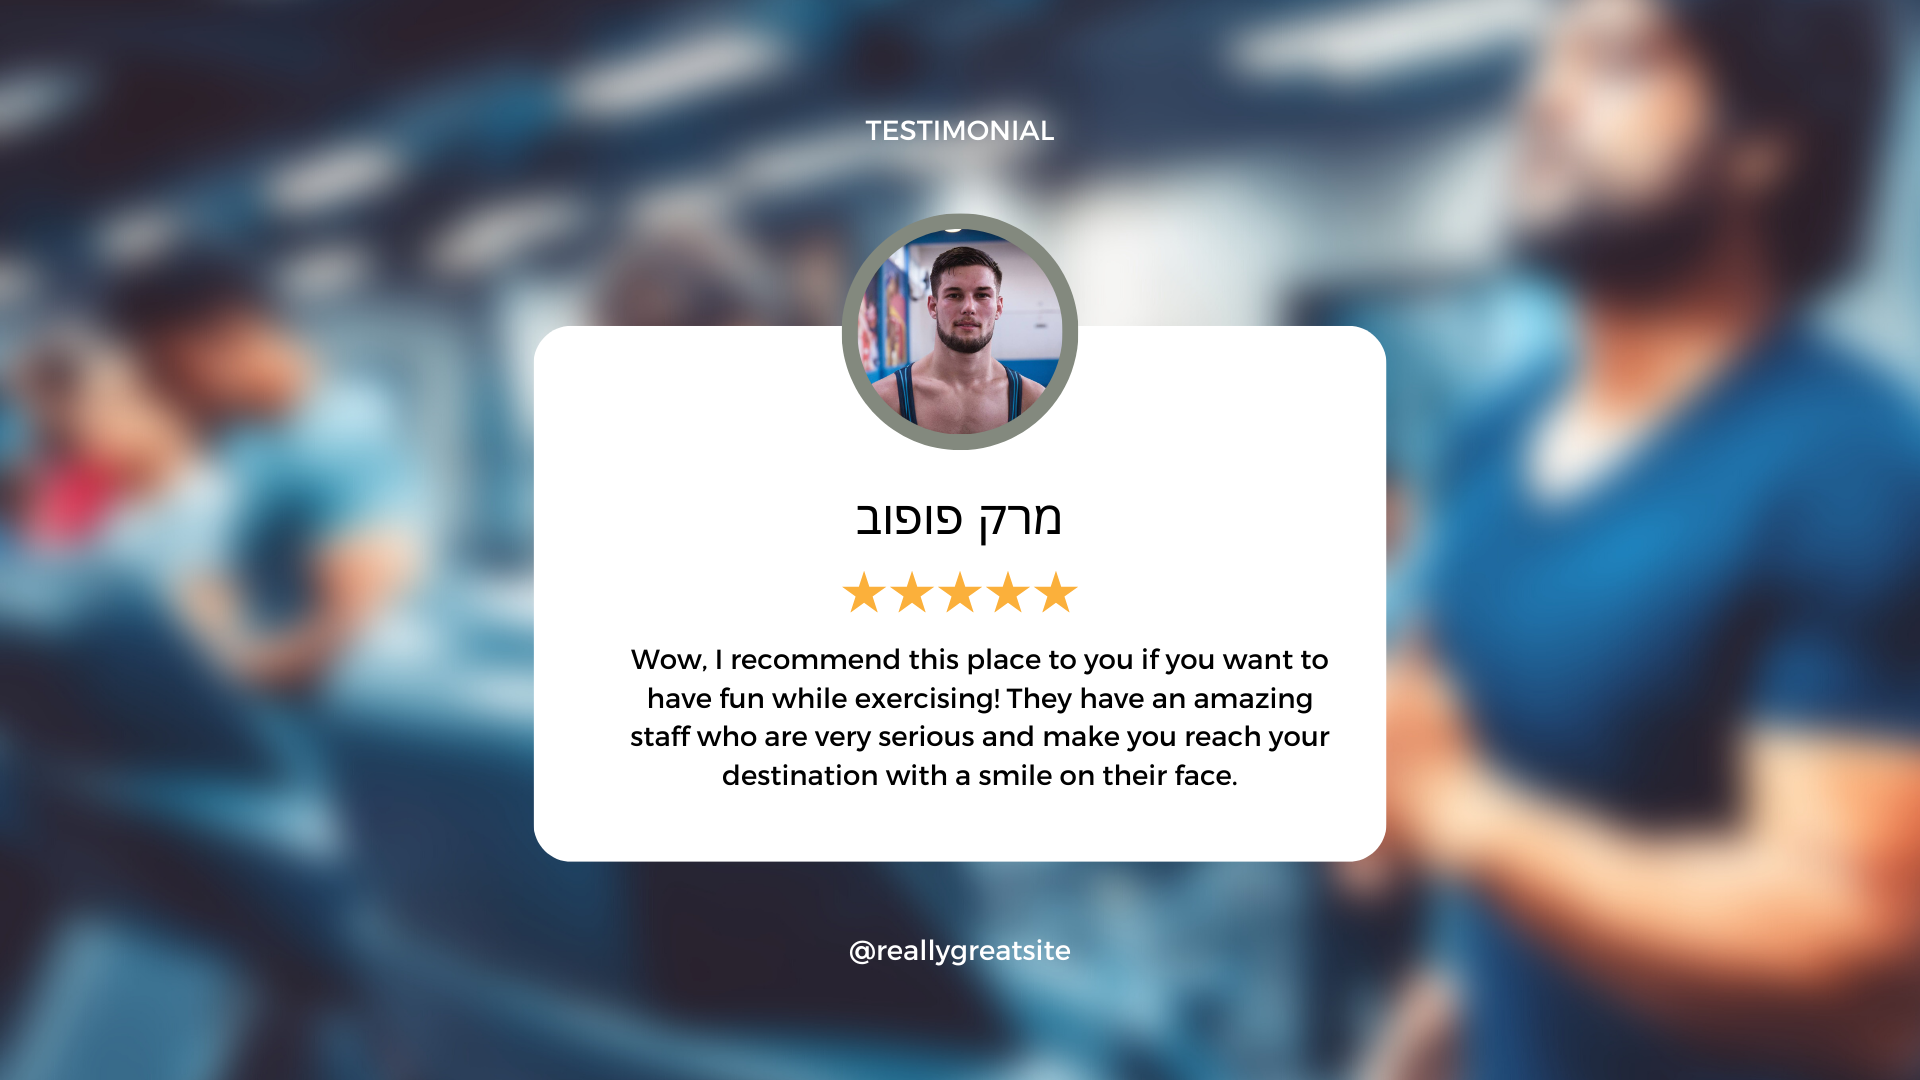 TESTIMONIAL
מרק פופוב
Wow, I recommend this place to you if you want to
have fun while exercising! They have an amazing
staff who are very serious and make you reach your
destination with a smile on their face.
@reallygreatsite